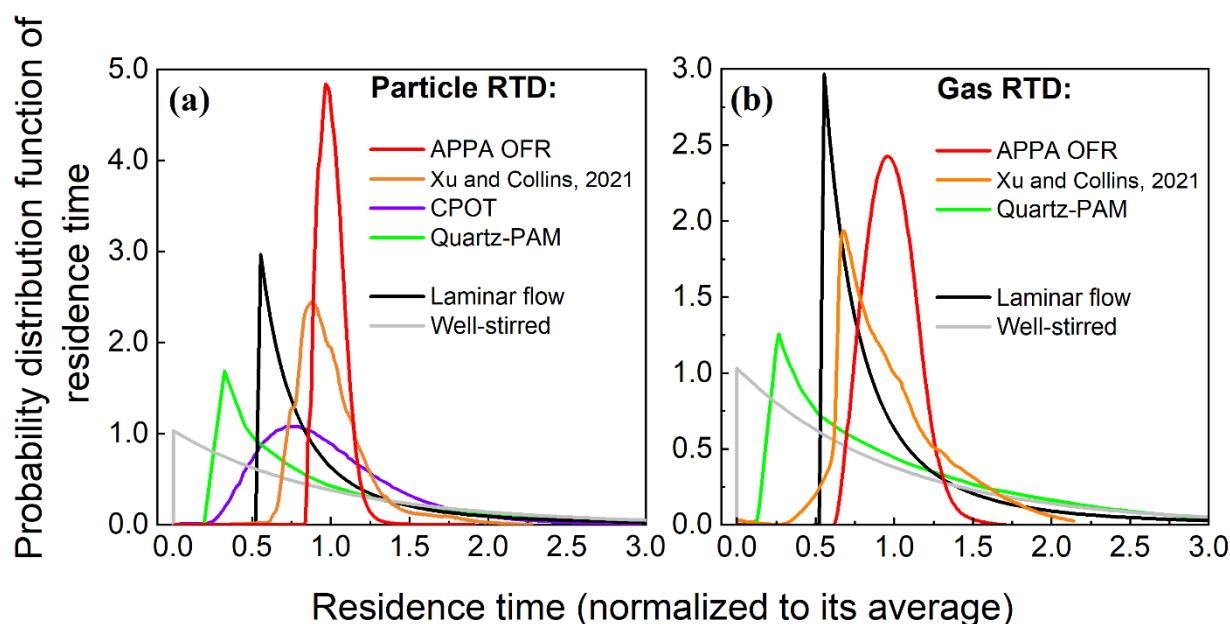 Probability distribution function of
residence time
(a)
Particle RTD:
APPA OFR
Xu and Collins, 2021
CPOT
Quartz-PAM
Laminar flow
Well-stirred
5.0
4.0
3.0
2.0
1.0
0.0
0.0 0.5 1.0 1.5 2.0 2.5 3.0
(b)
Gas RTD:
APPA OFR
Xu and Collins, 2021
Quartz-PAM
Laminar flow
Well-stirred
3.0
2.5
2.0
1.5
1.0
0.5
0.0
0.0 0.5 1.0 1.5 2.0 2.5 3.0
Residence time (normalized to its average)